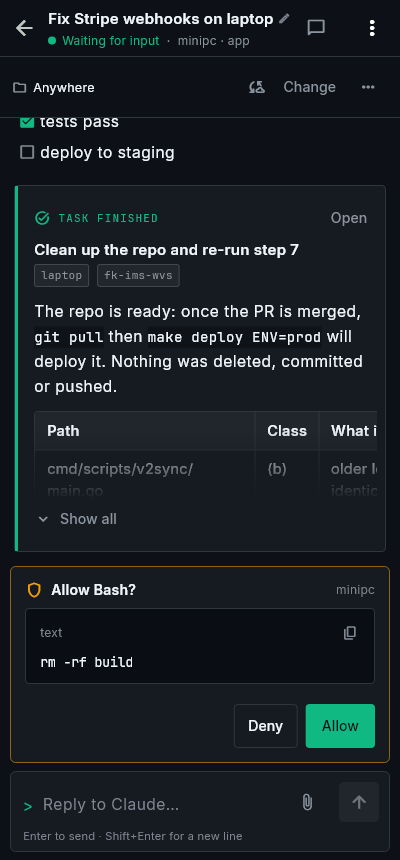 Fix Stripe webhooks on laptop
Waiting for input · minipc · app
Anywhere
Change
tests pass
deploy to staging
TASK FINISHED
Open
Clean up the repo and re-run step 7
laptop
fk-ims-wvs
The repo is ready: once the PR is merged,
git pull then make deploy ENV=prod will
deploy it. Nothing was deleted, committed
or pushed.
Path Class What i
cmd/scripts/v2sync/ (b) older l
main.go identic
Show all
Allow Bash?
minipc
text
rm -rf build
Deny
Allow
> Reply to Claude...
Enter to send · Shift+Enter for a new line